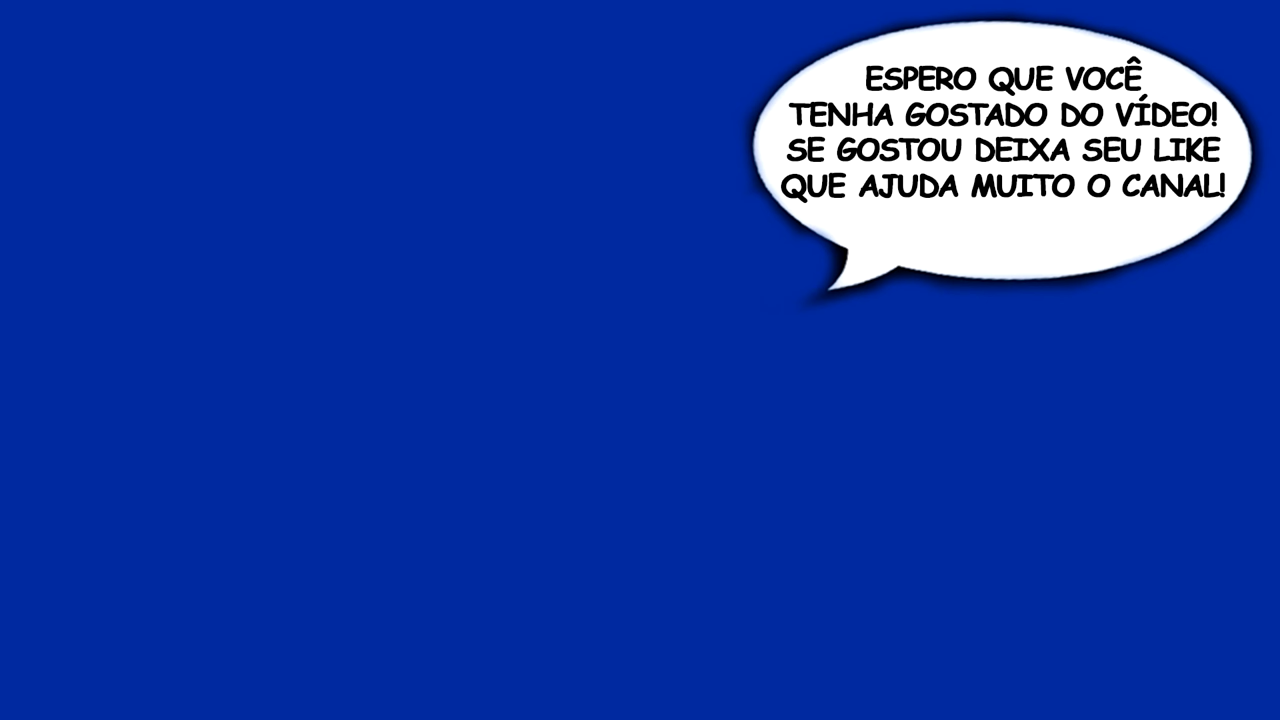 ESPERO QUE VOCÊ
TENHA GOSTADO DO VÍDEO!
SE GOSTOU DEIXA SEU LIKE
QUE AJUDA MUITO O CANAL!